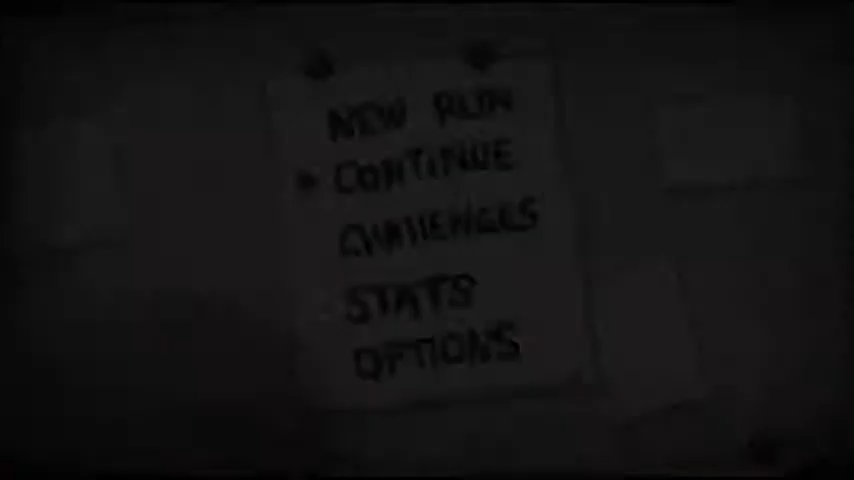 NEW RUN
CONTINUE
CHALLENGES
STATS
OPTIONS